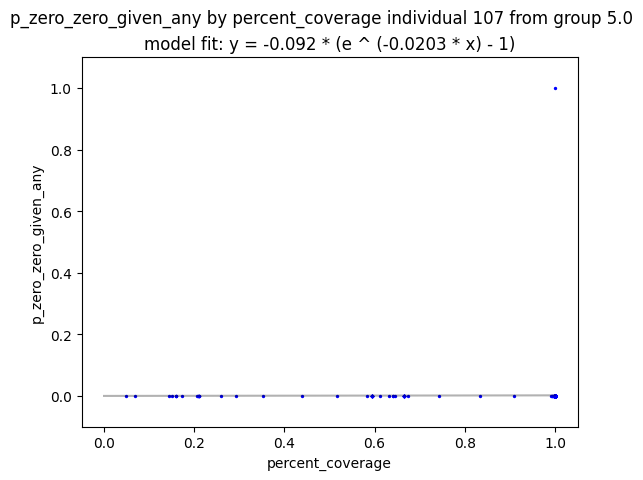 p_zero_zero_given_any by percent_coverage individual 107 from group 5.0
model fit: y = -0.092 * (e ^ (-0.0203 * x) - 1)
1.0
0.8
0.6
0.4
0.2
0.0
p_zero_zero_given_any
0.0 0.2 0.4 0.6 0.8 1.0
percent_coverage